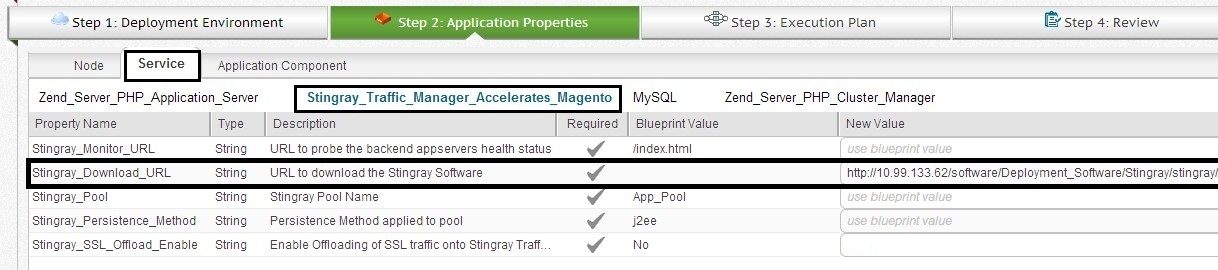 Step 1: Deployment Environment Step 2: Application Properties Step 3: Execution Plan Step 4: Review
Node Service Application Component
Zend_Server_PHP_Application_Server Stingray_Traffic_Manager_Accelerates_Magento MySQL Zend_Server_PHP_Cluster_Manager
Property Name Type Description Required Blueprint Value New Value
Stingray_Monitor_URL String URL to probe the backend appservers health status /index.html use blueprint value
Stingray_Download_URL String URL to download the Stingray Software http://10.99.133.62/software/Deployment_Software/Stingray/stingray/
Stingray_Pool String Stingray Pool Name App_Pool use blueprint value
Stingray_Persistence_Method String Persistence Method applied to pool j2ee use blueprint value
Stingray_SSL_Offload_Enable String Enable Offloading of SSL traffic onto Stingray Traff... No